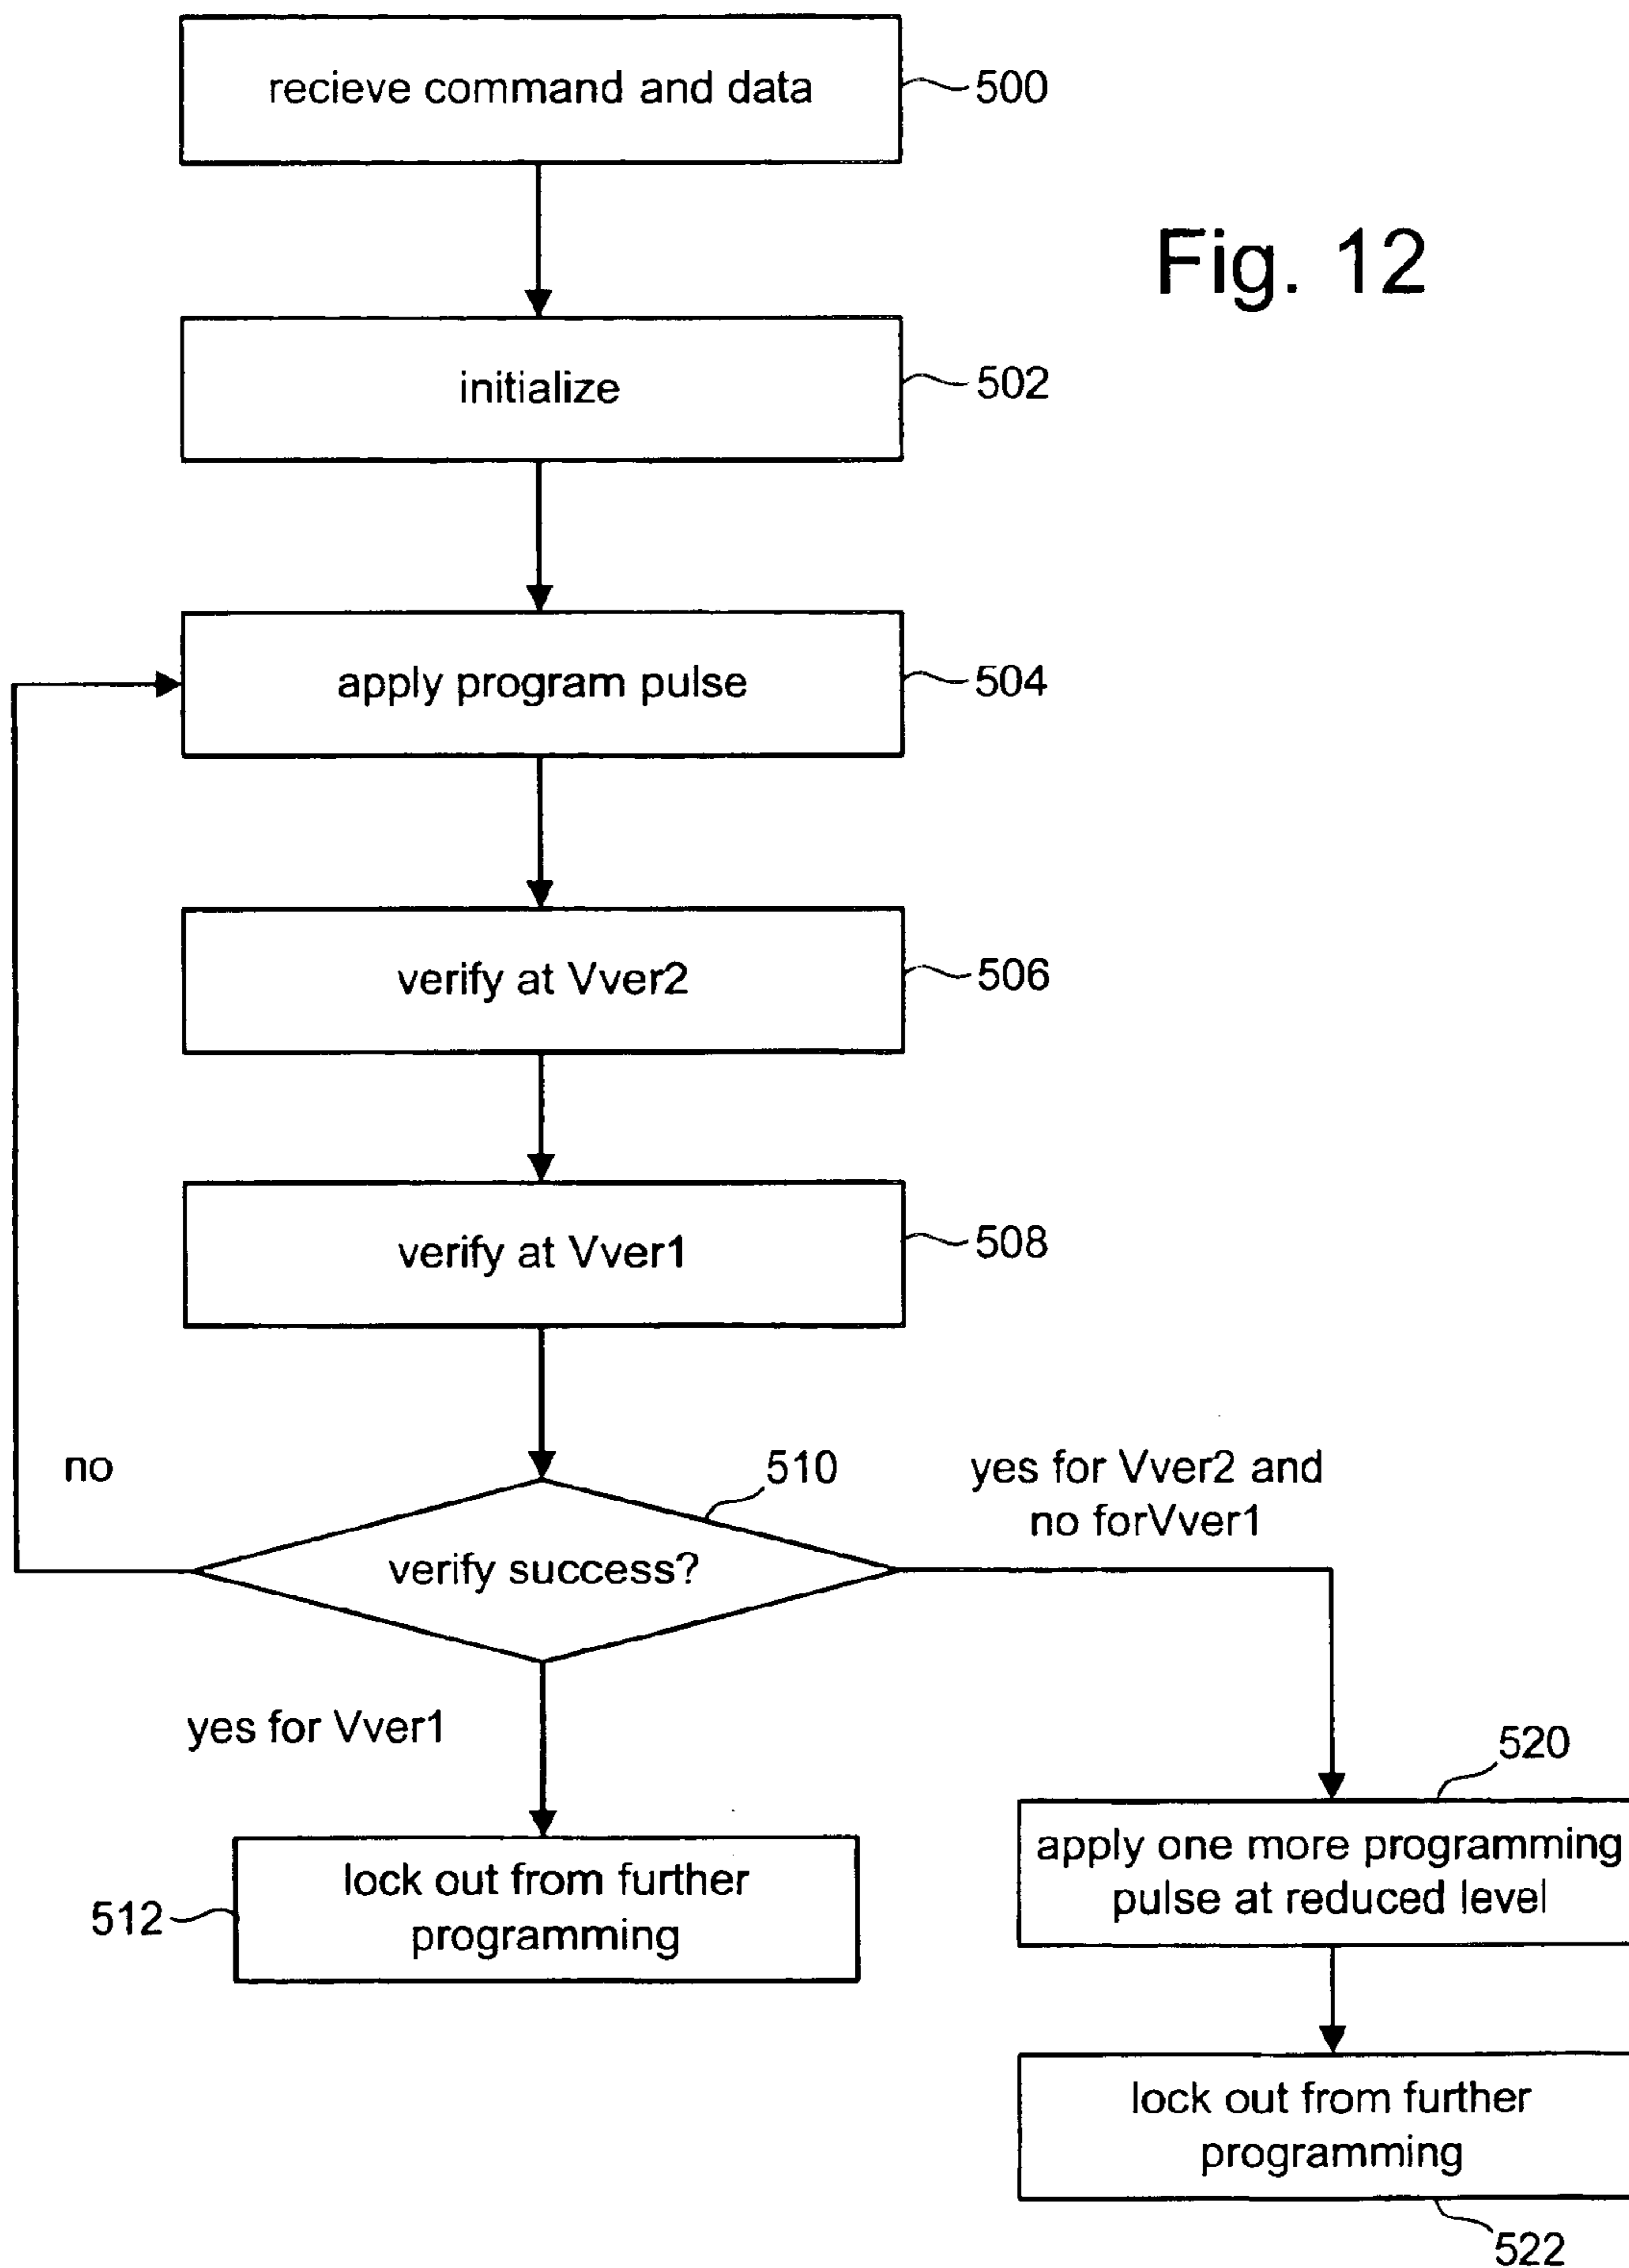 recieve command and data
500
Fig. 12
initialize
502
apply program pulse
504
verify at Vver2
506
verify at Vver1
508
no
510
yes for Vver2 and
no forVver1
verify success?
yes for Vver1
520
apply one more programming
pulse at reduced level
lock out from further
programming
512
lock out from further
programming
522